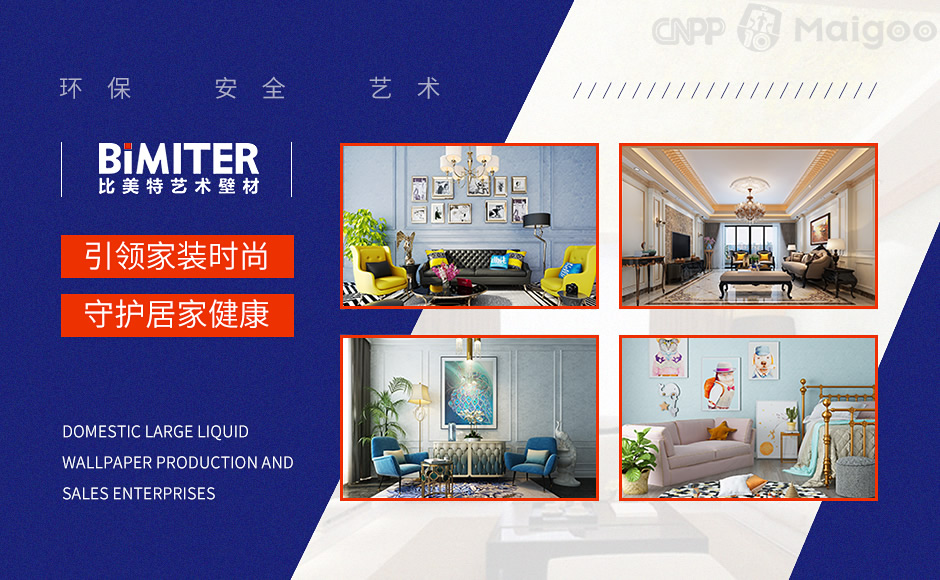 CNPP Maigoo
环保 安全 艺术
BiMITER
比美特艺术壁材
引领家装时尚
守护居家健康
DOMESTIC LARGE LIQUID
WALLPAPER PRODUCTION AND
SALES ENTERPRISES